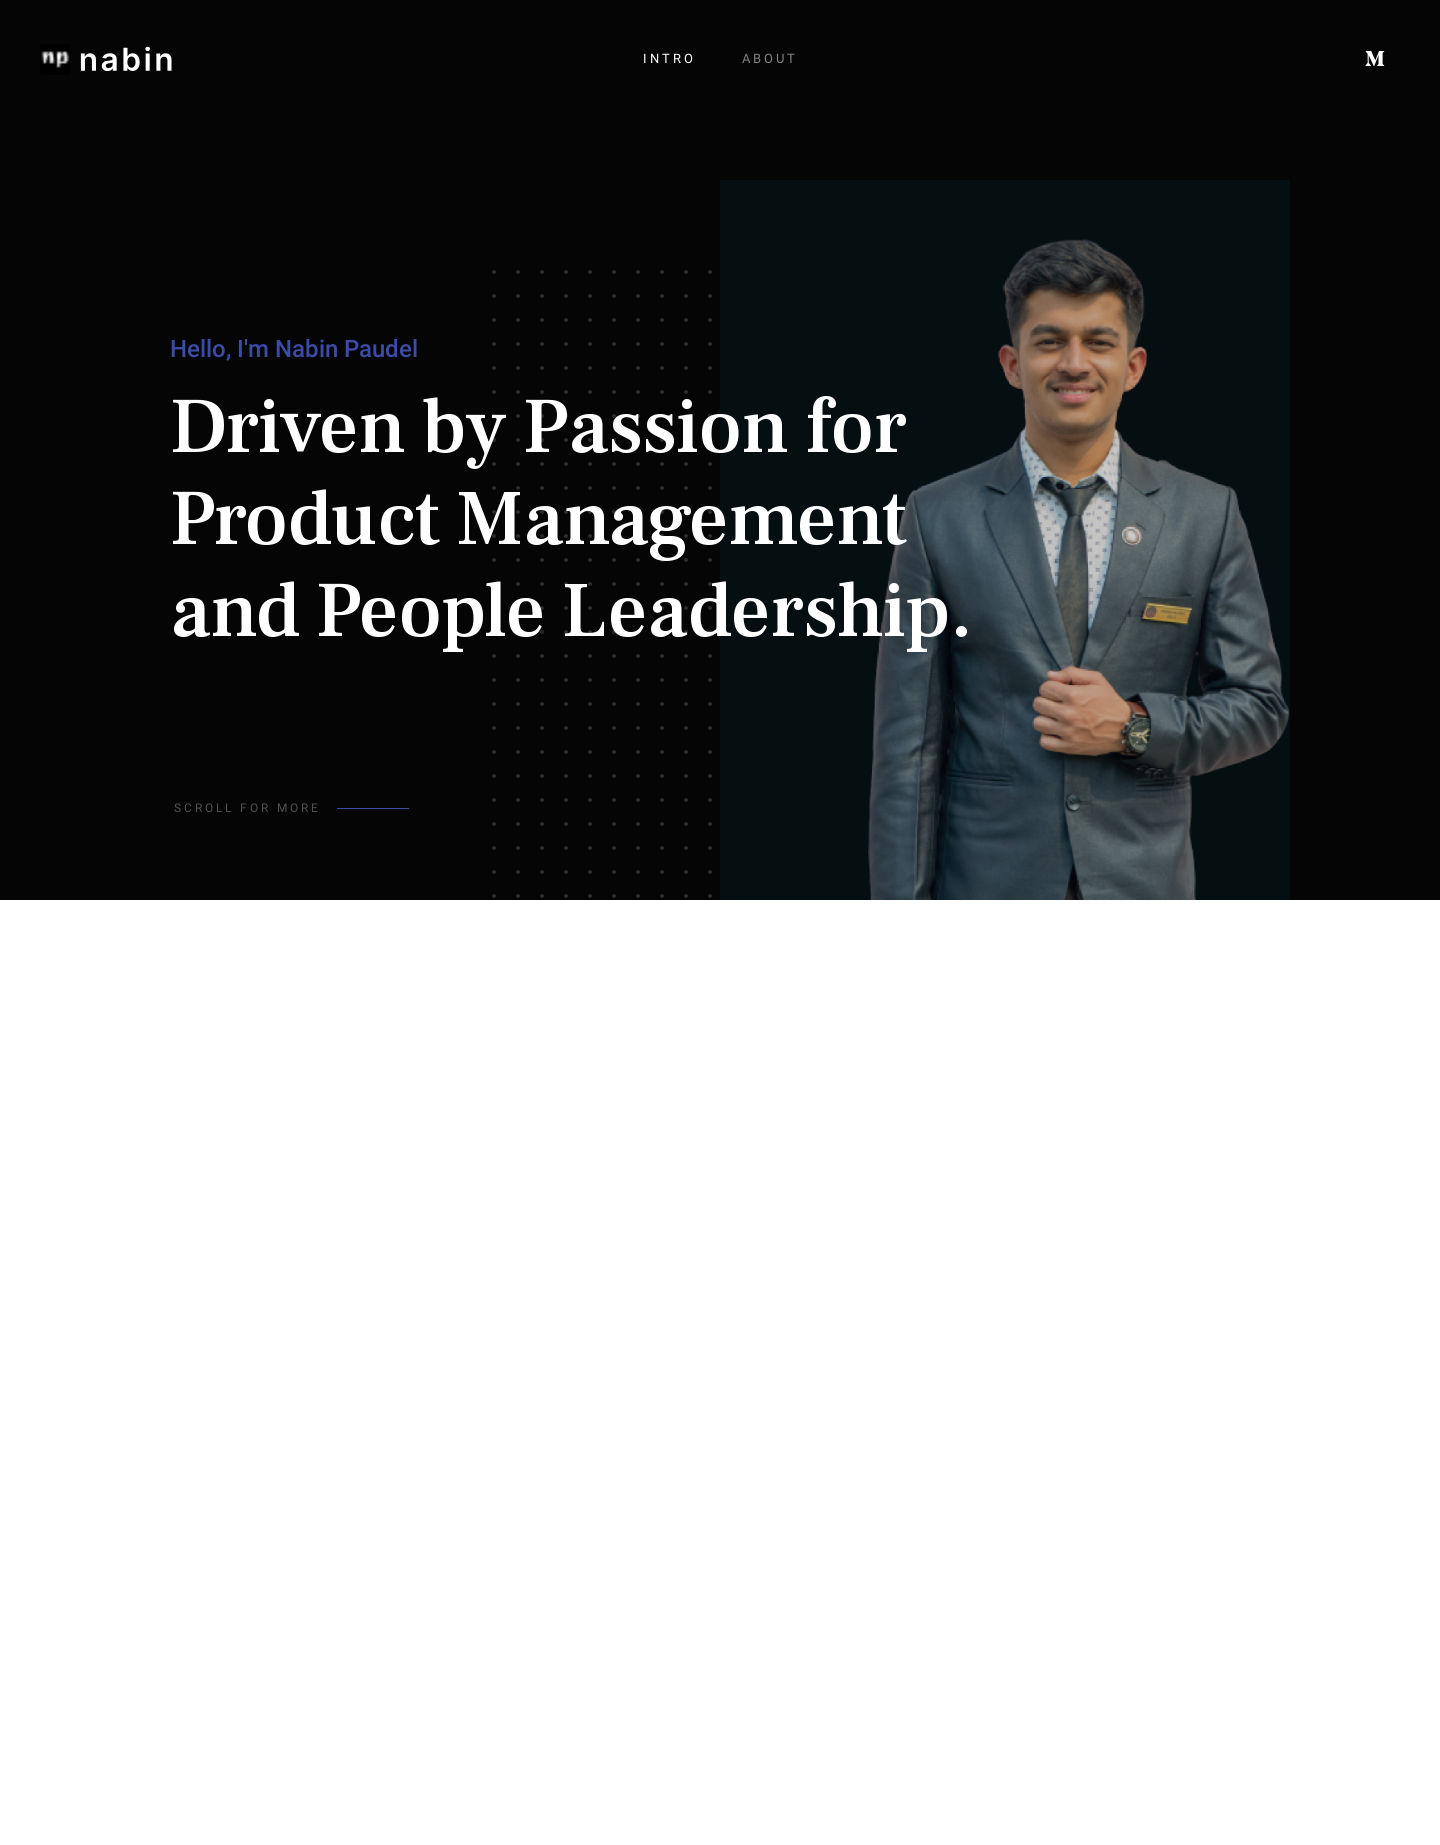 np nabin
INTRO ABOUT
M
Hello, I'm Nabin Paudel
Driven by Passion for
Product Management
and People Leadership.
SCROLL FOR MORE